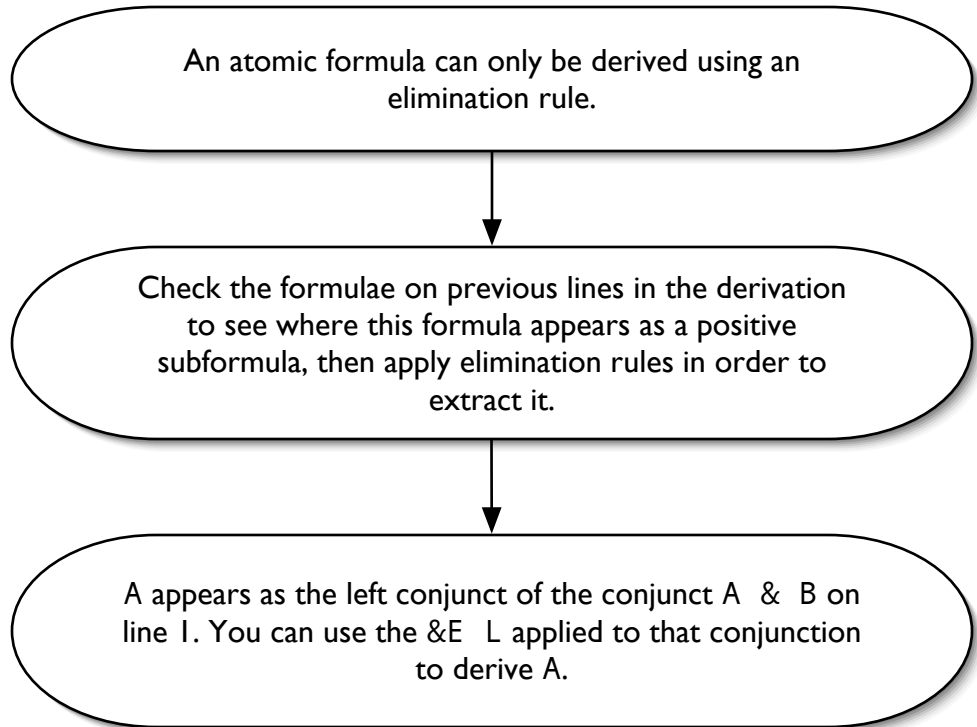 An atomic formula can only be derived using an
elimination rule.
Check the formulae on previous lines in the derivation
to see where this formula appears as a positive
subformula, then apply elimination rules in order to
extract it.
A appears as the left conjunct of the conjunct A & B on
line 1. You can use the &E L applied to that conjunction
to derive A.